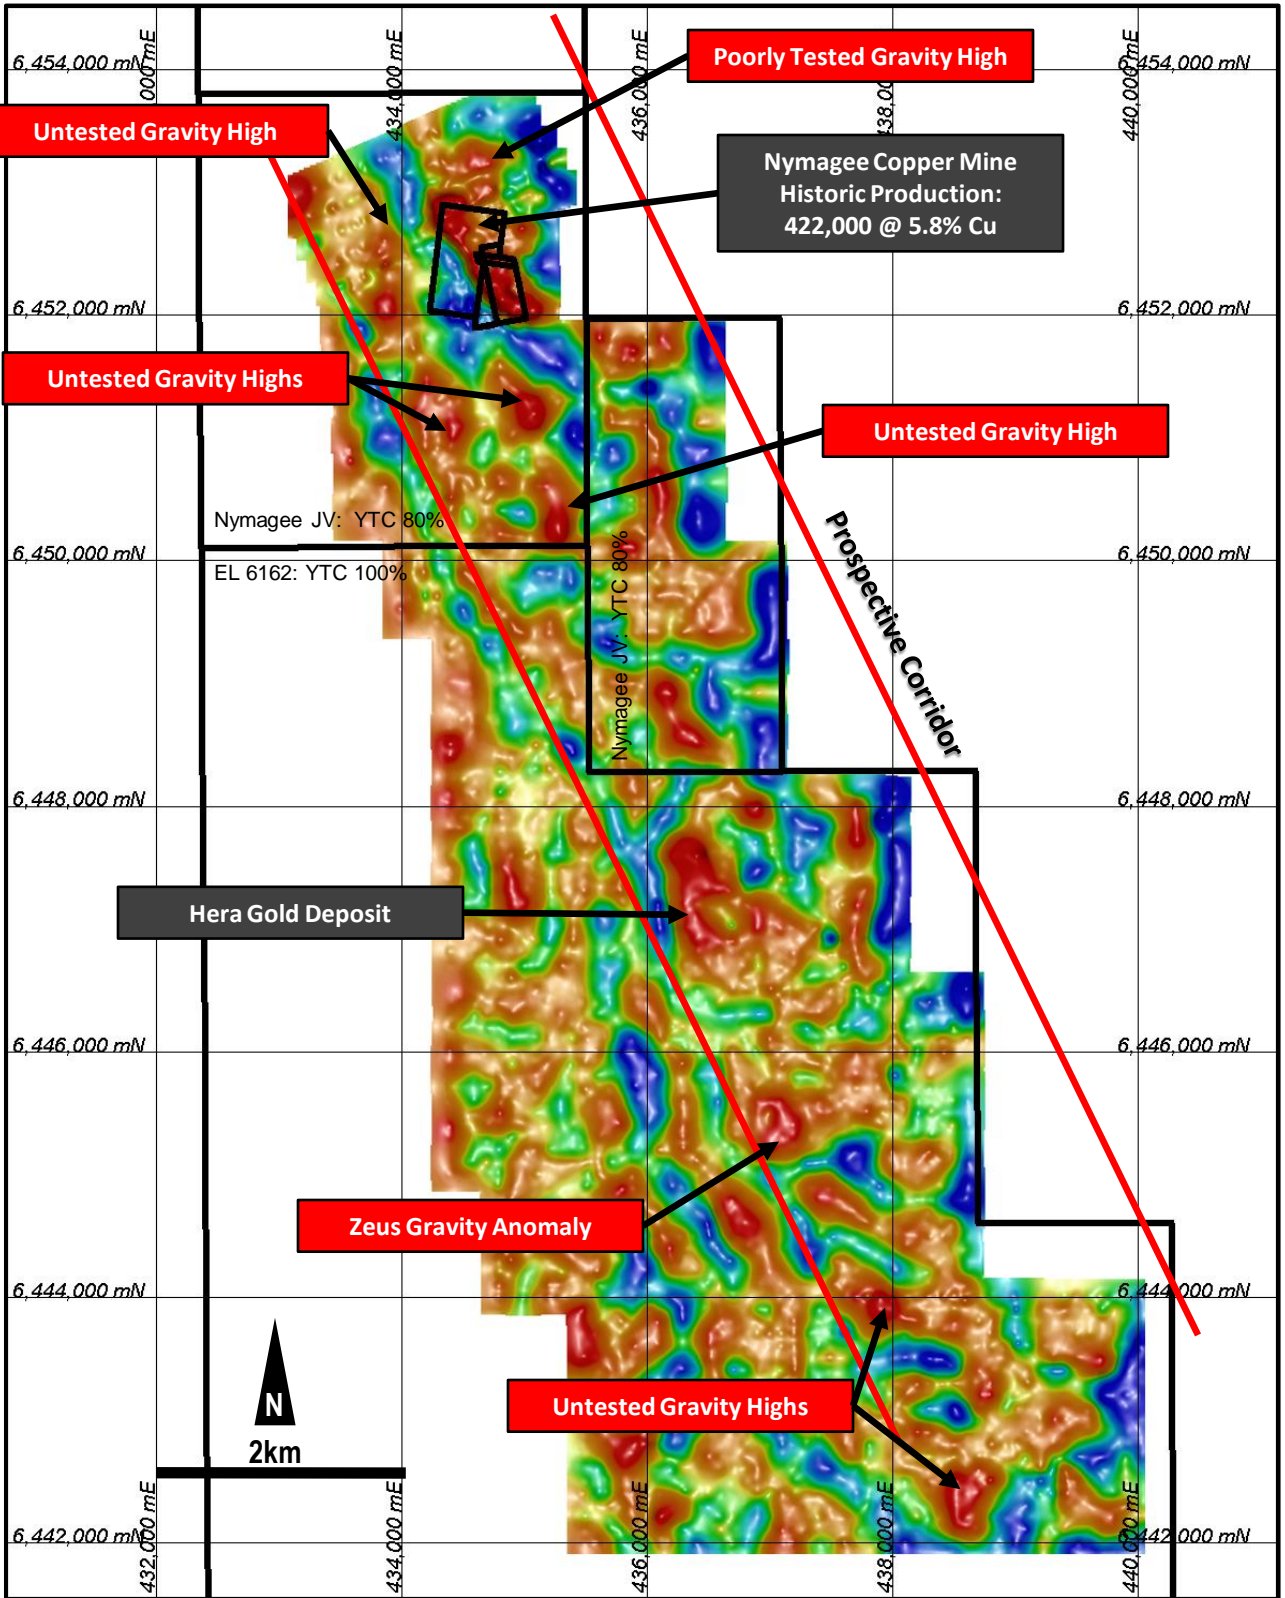 6,454,000 mN
000 mE
434,000 mE
436,000 mE
438,000 mE
440,000 mE
6,454,000 mN
Poorly Tested Gravity High
Untested Gravity High
Nymagee Copper Mine
Historic Production:
422,000 @ 5.8% Cu
6,452,000 mN
6,452,000 mN
Untested Gravity Highs
Untested Gravity High
Nymagee JV: YTC 80%
EL 6162: YTC 100%
Nymagee JV: YTC 80%
Prospective Corridor
6,450,000 mN
6,450,000 mN
6,448,000 mN
6,448,000 mN
Hera Gold Deposit
6,446,000 mN
6,446,000 mN
Zeus Gravity Anomaly
6,444,000 mN
6,444,000 mN
N
2km
Untested Gravity Highs
6,442,000 mN
6,442,000 mN
432,000 mE
434,000 mE
436,000 mE
438,000 mE
440,000 mE